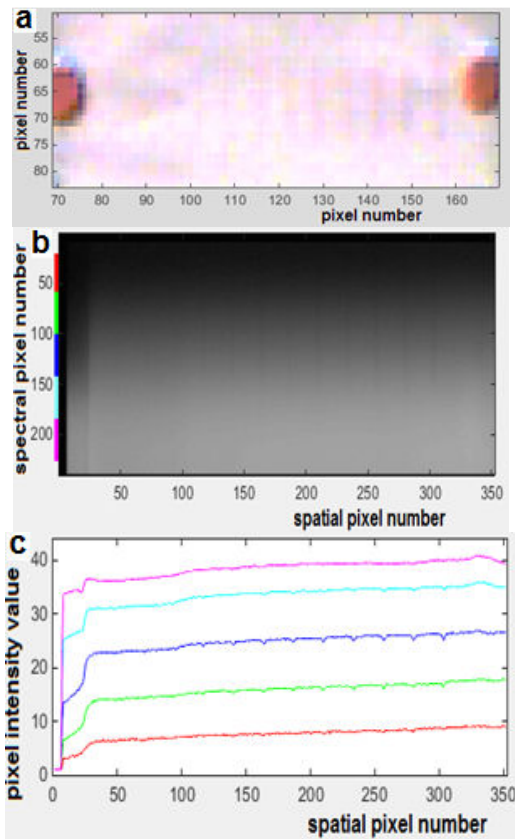 a
pixel number
60
65
70
75
80
70 80 90 100 110 120 130 140 150 160
pixel number
b
spectral pixel number
50
100
150
200
50 100 150 200 250 300 350
spatial pixel number
c
pixel intensity value
40
30
20
10
0
0 50 100 150 200 250 300 350
spatial pixel number